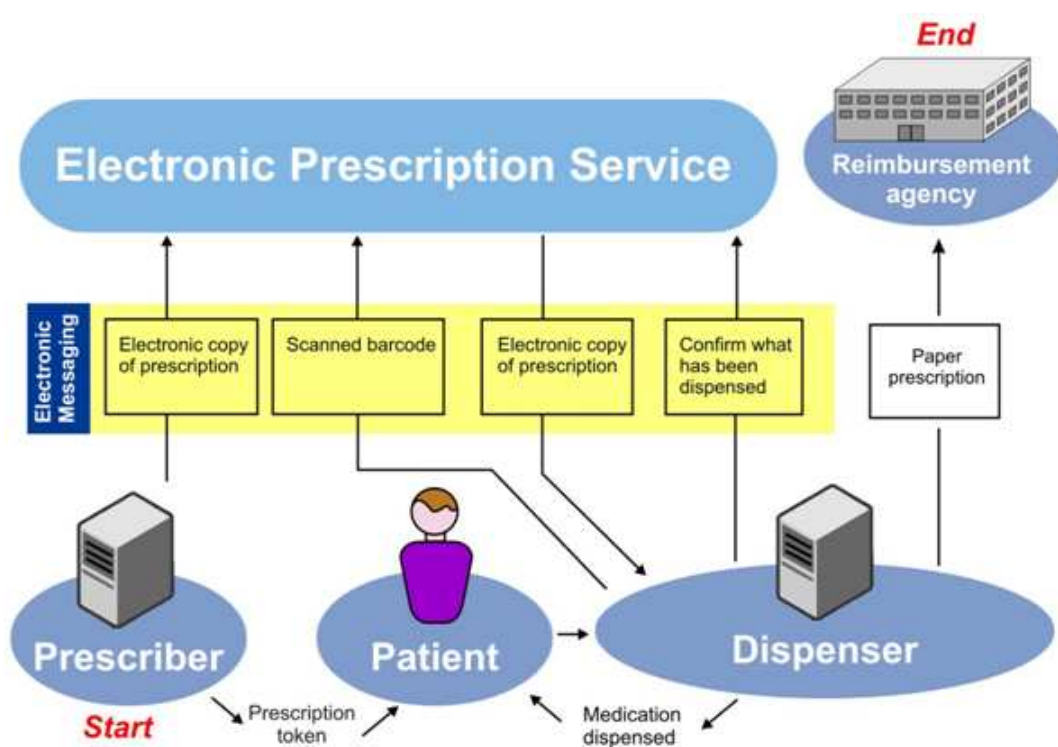 End
Electronic Prescription Service
Reimbursement
agency
Electronic
Messaging
Electronic copy
of prescription
Scanned barcode
Electronic copy
of prescription
Confirm what
has been
dispensed
Paper
prescription
Prescriber
Patient
Dispenser
Start
Prescription
token
Medication
dispensed